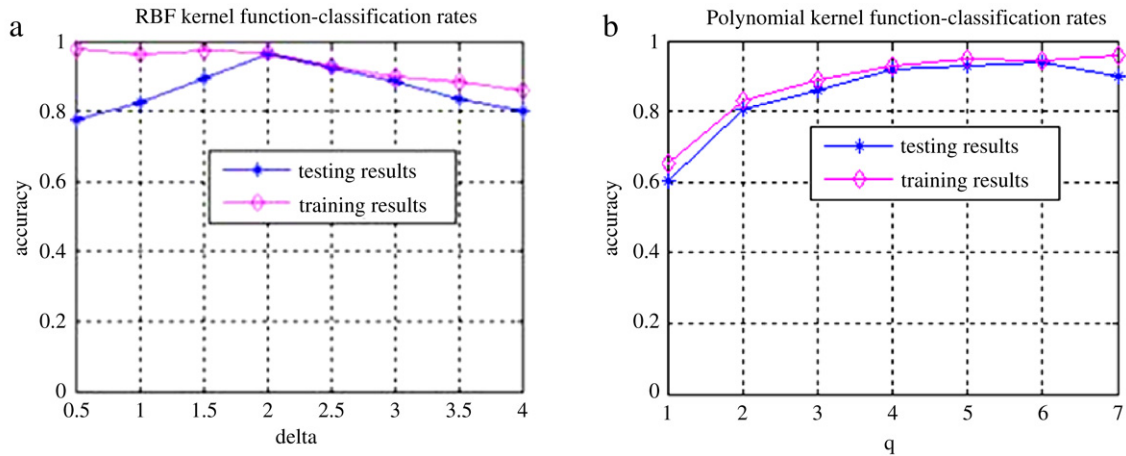 a
RBF kernel function-classification rates
1
0.8
0.6
0.4
0.2
0
accuracy
testing results
training results
0.5 1 1.5 2 2.5 3 3.5 4
delta
b
Polynomial kernel function-classification rates
1
0.8
0.6
0.4
0.2
0
accuracy
testing results
training results
1 2 3 4 5 6 7
q